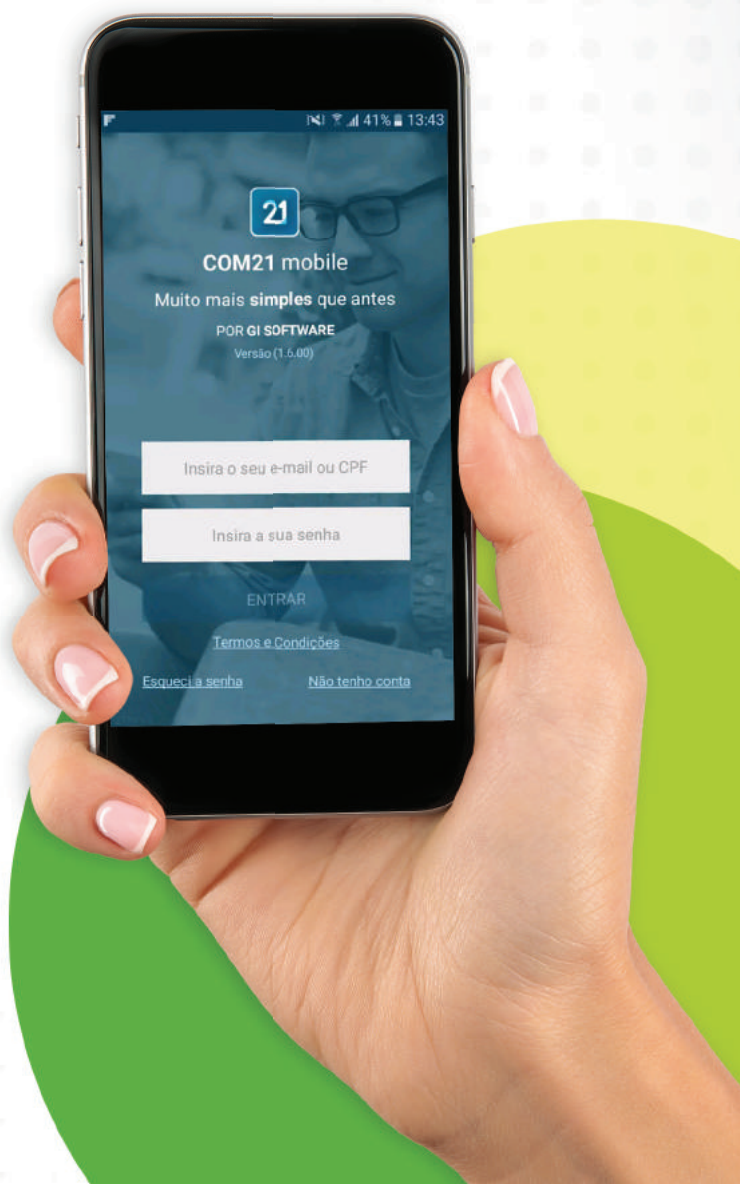 41% 13:43
21
COM21 mobile
Muito mais simples que antes
POR GI SOFTWARE
Versão (1.6.00)
Insira o seu e-mail ou CPF
Insira a sua senha
ENTRAR
Termos e Condições
Esqueci a senha Não tenho conta